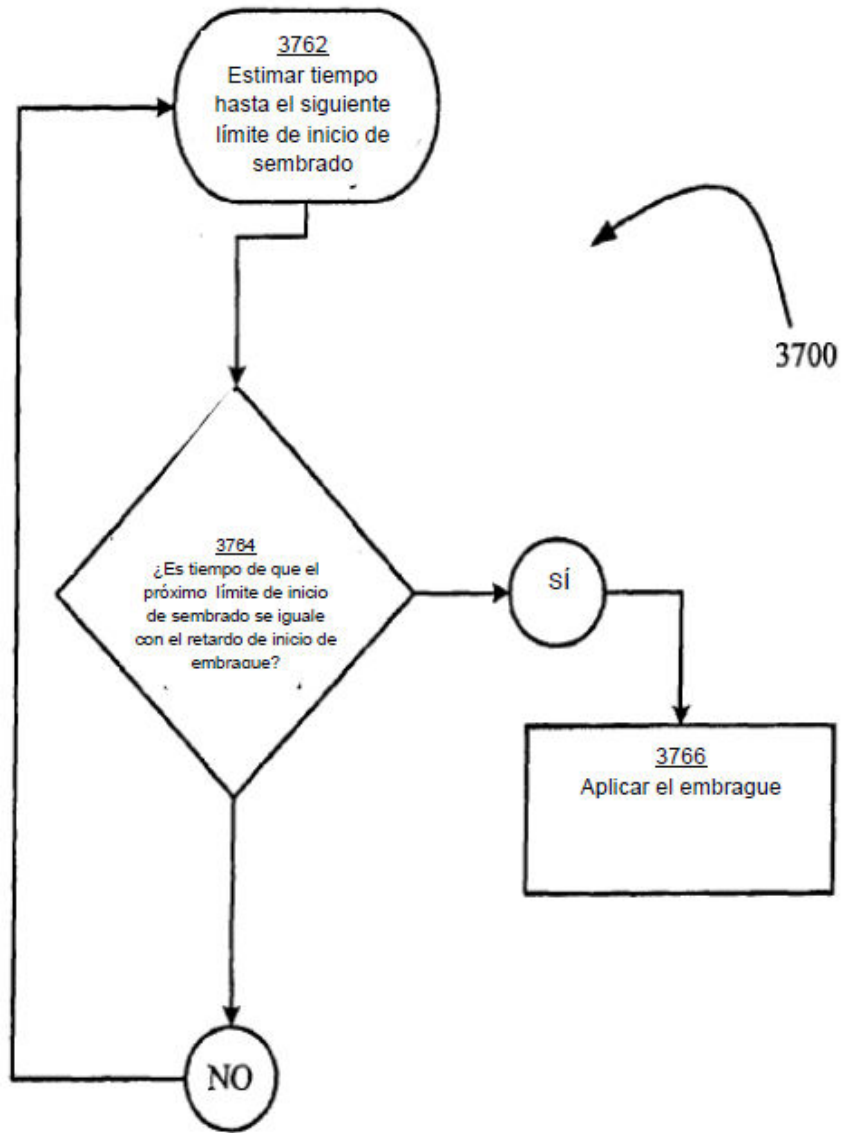 3762
Estimar tiempo
hasta el siguiente
límite de inicio de
sembrado
3700
3764
¿Es tiempo de que el
próximo límite de inicio
de sembrado se iguale
con el retardo de inicio de
embrague?
SÍ
3766
Aplicar el embrague
NO